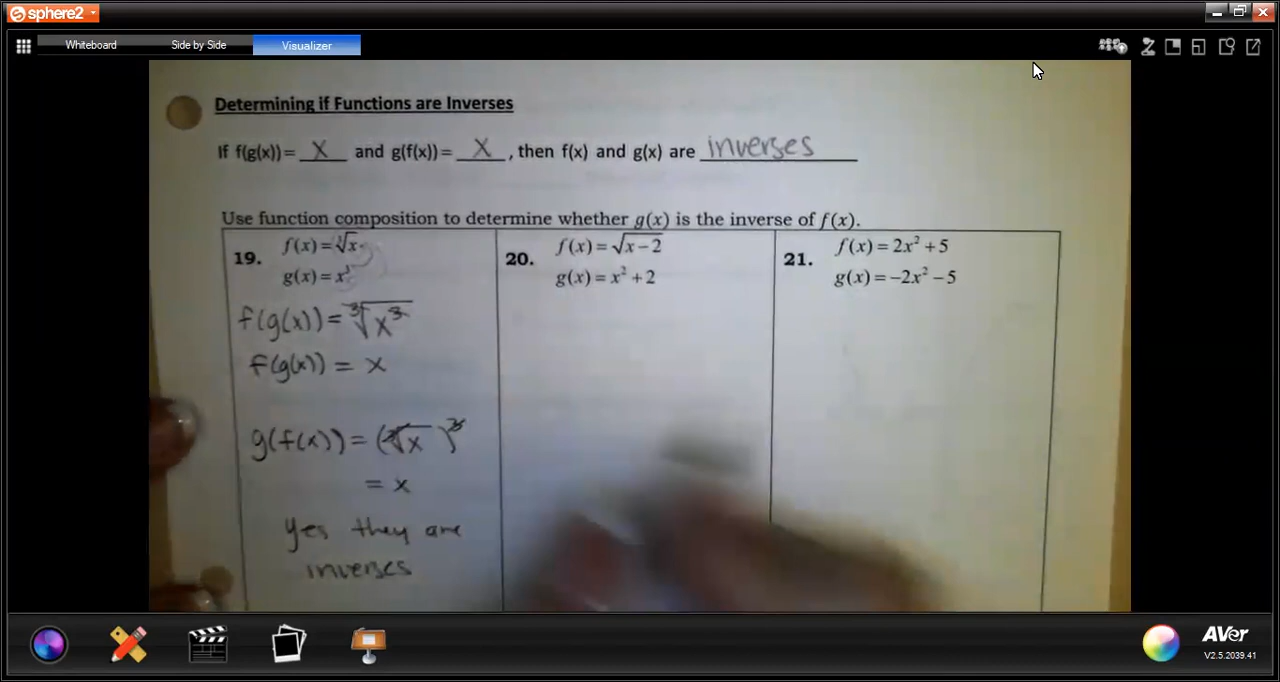 sphere2
Whiteboard Side by Side Visualizer
Determining if Functions are Inverses
If f(g(x))= x and g(f(x))= x, then f(x) and g(x) are inverses
Use function composition to determine whether g(x) is the inverse of f(x).
19. f(x)=∛x
g(x)=x³
f(g(x))=∛x³
f(g(x)) = x
g(f(x))=(∛x)³
= x
yes they are
inverses
20. f(x)=√x−2
g(x)=x²+2
21. f(x)=2x²+5
g(x)=−2x²−5
AVer
V2.5.2039.41